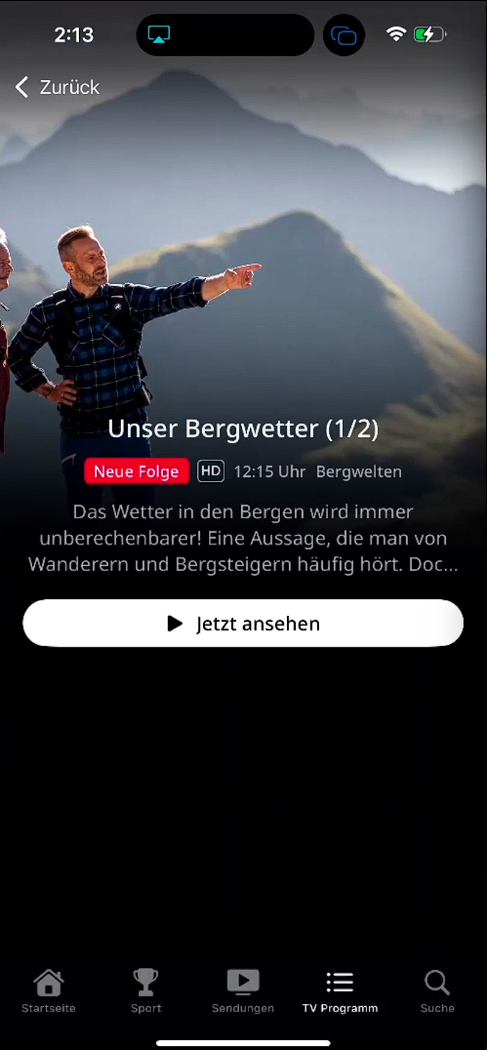 2:13
Zurück
Unser Bergwetter (1/2)
Neue Folge HD 12:15 Uhr Bergwelten
Das Wetter in den Bergen wird immer
unberechenbarer! Eine Aussage, die man von
Wanderern und Bergsteigern häufig hört. Doc...
Jetzt ansehen
Startseite Sport Sendungen TV Programm Suche